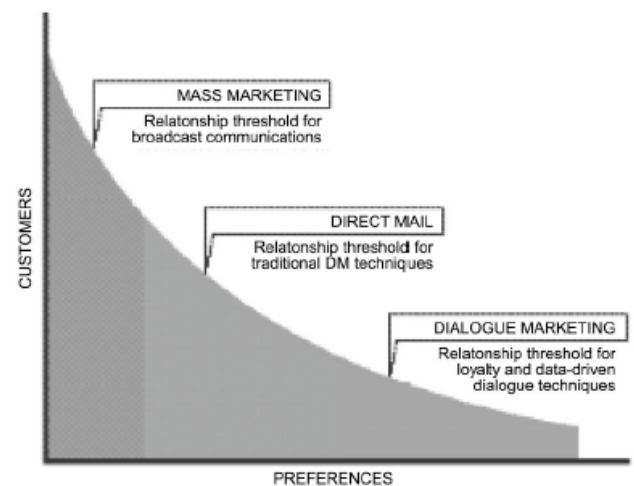 MASS MARKETING
Relatonship threshold for
broadcast communications
DIRECT MAIL
Relatonship threshold for
traditional DM techniques
DIALOGUE MARKETING
Relatonship threshold for
loyalty and data-driven
dialogue techniques
CUSTOMERS
PREFERENCES